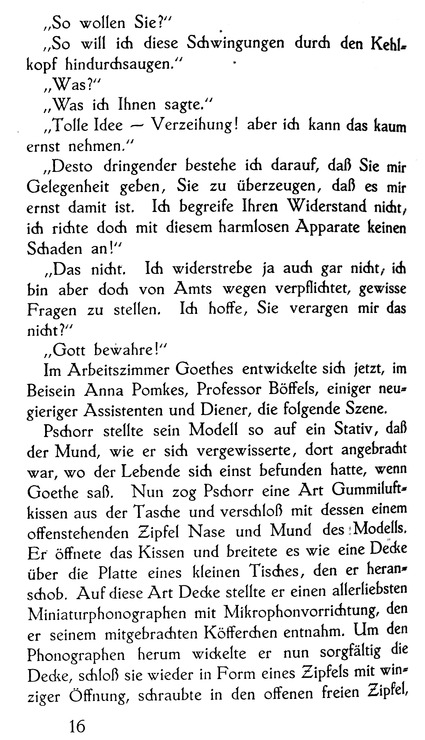 „So wollen Sie?“
„So will ich diese Schwingungen durch den Kehl-
kopf hindurchsaugen.“
„Was?“
„Was ich Ihnen sagte.“
„Tolle Idee — Verzeihung! aber ich kann das kaum
ernst nehmen.“
„Desto dringender bestehe ich darauf, daß Sie mir
Gelegenheit geben, Sie zu überzeugen, daß es mir
ernst damit ist. Ich begreife Ihren Widerstand nicht,
ich richte doch mit diesem harmlosen Apparate keinen
Schaden an!“
„Das nicht. Ich widerstrebe ja auch gar nicht, ich
bin aber doch von Amts wegen verpflichtet, gewisse
Fragen zu stellen. Ich hoffe, Sie verargen mir das
nicht?“
„Gott bewahre!“
Im Arbeitszimmer Goethes entwickelte sich jetzt, im
Beisein Anna Pomkes, Professor Böffels, einiger neu-
gieriger Assistenten und Diener, die folgende Szene.
Pschorr stellte sein Modell so auf ein Stativ, daß
der Mund, wie er sich vergewisserte, dort angebracht
war, wo der Lebende sich einst befunden hatte, wenn
Goethe saß. Nun zog Pschorr eine Art Gummiluft-
kissen aus der Tasche und verschloß mit dessen einem
offenstehenden Zipfel Nase und Mund des Modells.
Er öffnete das Kissen und breitete es wie eine Decke
über die Platte eines kleinen Tisches, den er heran-
schob. Auf diese Art Decke stellte er einen allerliebsten
Miniaturphonographen mit Mikrophonvorrichtung, den
er seinem mitgebrachten Köfferchen entnahm. Um den
Phonographen herum wickelte er nun sorgfältig die
Decke, schloß sie wieder in Form eines Zipfels mit win-
ziger Öffnung, schraubte in den offenen freien Zipfel,
16